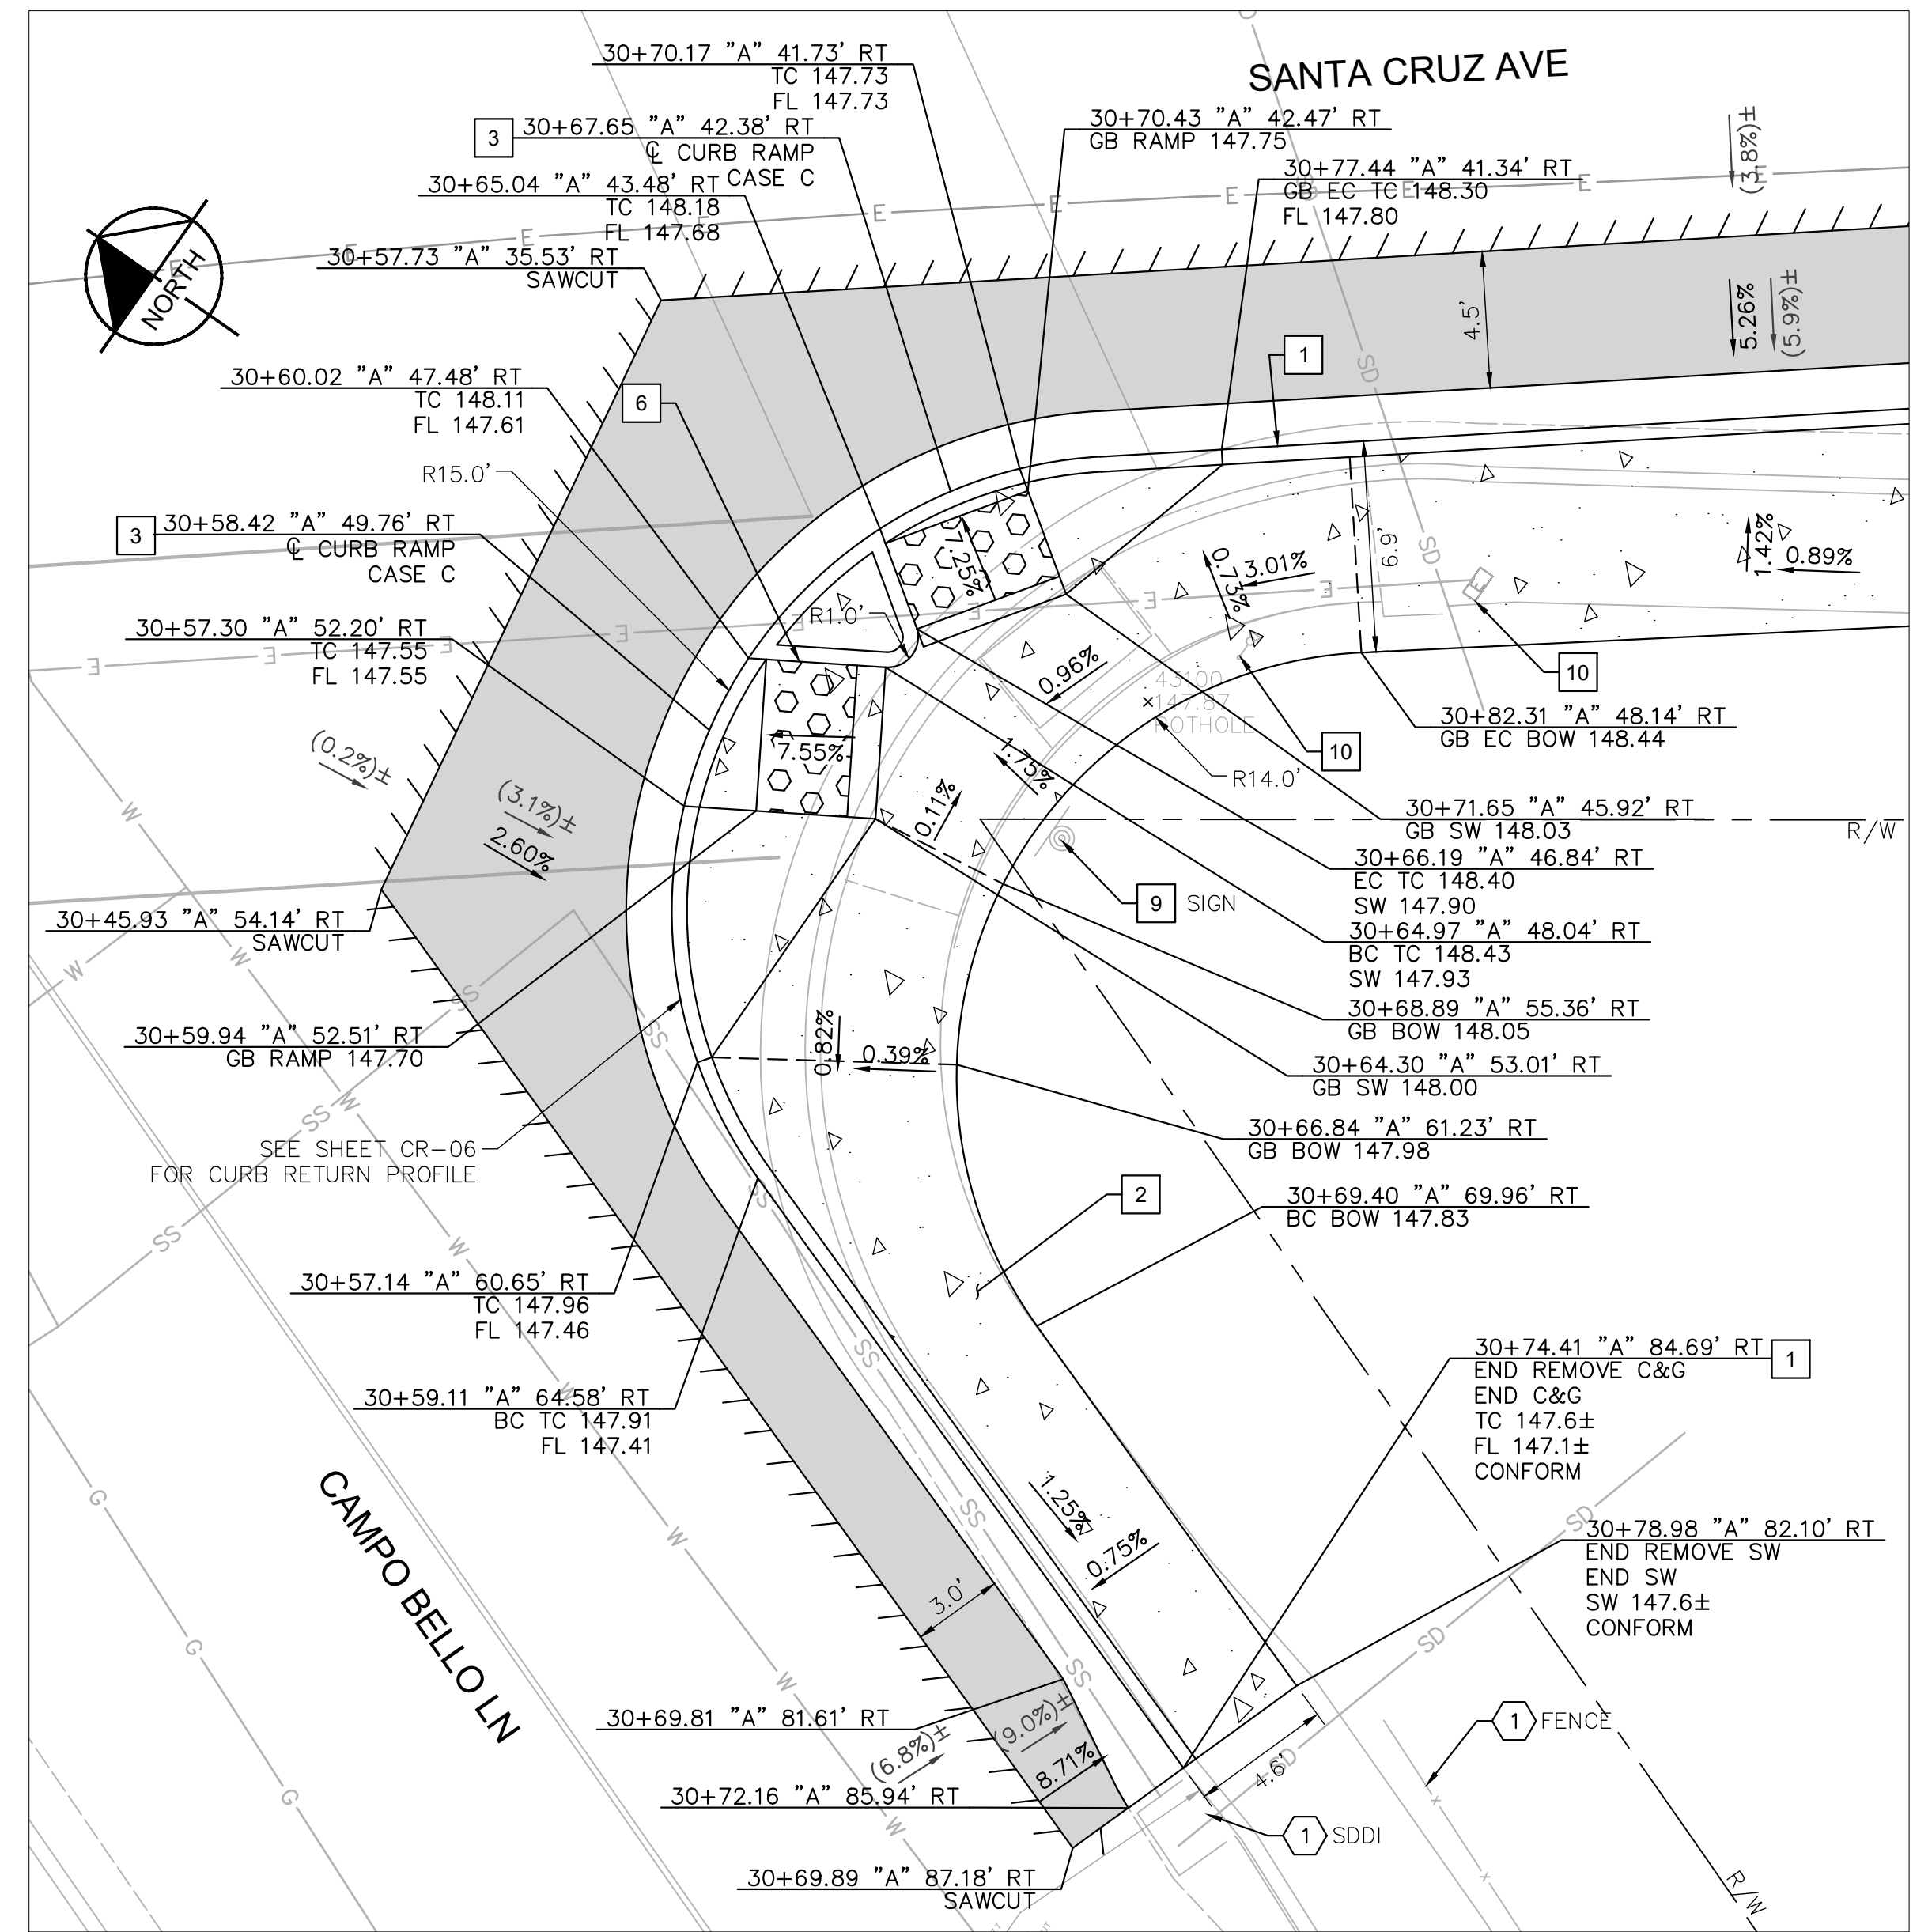 SANTA CRUZ AVE
30+70.17 "A" 41.73' RT
TC 147.73
FL 147.73
3
30+67.65 "A" 42.38' RT
℄ CURB RAMP
CASE C
30+65.04 "A" 43.48' RT
TC 148.18
FL 147.68
30+57.73 "A" 35.53' RT
SAWCUT
30+70.43 "A" 42.47' RT
GB RAMP 147.75
30+77.44 "A" 41.34' RT
GB EC TC 148.30
FL 147.80
(3.8%)±
NORTH
E
E
E
E
E
E
E
E
E
4.5'
5.26%
(5.9%)±
1
30+60.02 "A" 47.48' RT
TC 148.11
FL 147.61
6
R15.0'
SD
3
30+58.42 "A" 49.76' RT
℄ CURB RAMP
CASE C
7.25%
0.73%
3.01%
6.9'
SD
1.42%
0.89%
E
E
E
E
E
E
E
E
E
R1.0'
30+57.30 "A" 52.20' RT
TC 147.55
FL 147.55
0.96%
43100
147.87
POTHOLE
10
10
30+82.31 "A" 48.14' RT
GB EC BOW 148.44
(0.2%)±
7.55%
1.75%
R14.0'
(3.1%)±
2.60%
0.11%
30+71.65 "A" 45.92' RT
GB SW 148.03
R/W
30+66.19 "A" 46.84' RT
EC TC 148.40
SW 147.90
9
SIGN
30+45.93 "A" 54.14' RT
SAWCUT
30+64.97 "A" 48.04' RT
BC TC 148.43
SW 147.93
W
W
W
SS
SS
30+68.89 "A" 55.36' RT
GB BOW 148.05
30+59.94 "A" 52.51' RT
GB RAMP 147.70
0.82%
0.39%
30+64.30 "A" 53.01' RT
GB SW 148.00
SS
W
SEE SHEET CR-06
FOR CURB RETURN PROFILE
30+66.84 "A" 61.23' RT
GB BOW 147.98
2
30+69.40 "A" 69.96' RT
BC BOW 147.83
SS
SS
W
30+57.14 "A" 60.65' RT
TC 147.96
FL 147.46
SS
30+74.41 "A" 84.69' RT
1
END REMOVE C&G
END C&G
TC 147.6±
FL 147.1±
CONFORM
30+59.11 "A" 64.58' RT
BC TC 147.91
FL 147.41
W
G
CAMPO BELLO LN
SS
W
1.25%
0.75%
SD
30+78.98 "A" 82.10' RT
END REMOVE SW
END SW
SW 147.6±
CONFORM
3.0'
G
SD
SS
W
30+69.81 "A" 81.61' RT
(9.0%)±
(6.8%)±
8.71%
1
FENCE
4.6'
SD
G
30+72.16 "A" 85.94' RT
W
1
SDDI
30+69.89 "A" 87.18' RT
SAWCUT
R/W